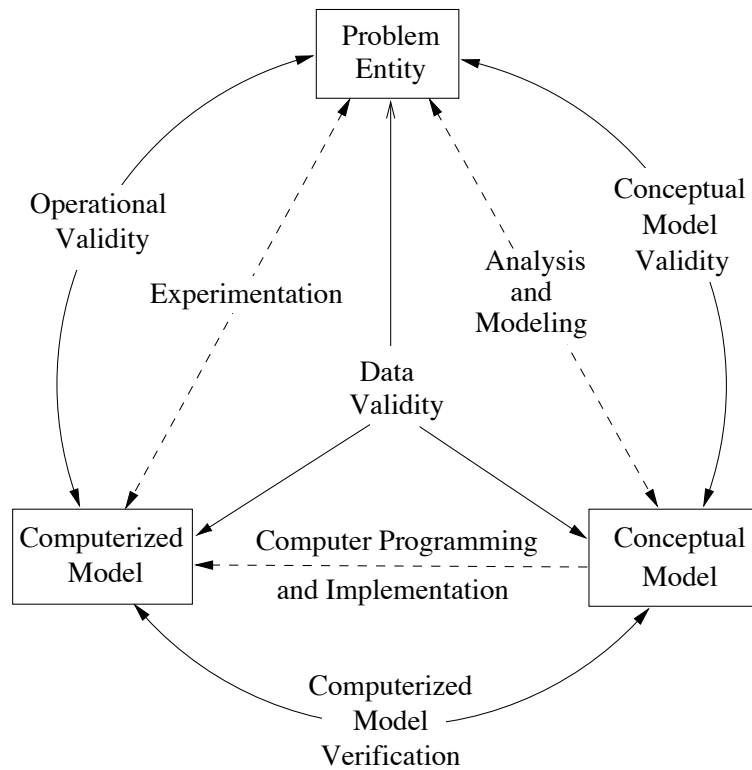 Problem
Entity
Operational
Validity
Conceptual
Model
Validity
Experimentation
Analysis
and
Modeling
Data
Validity
Computerized
Model
Computer Programming
and Implementation
Conceptual
Model
Computerized
Model
Verification